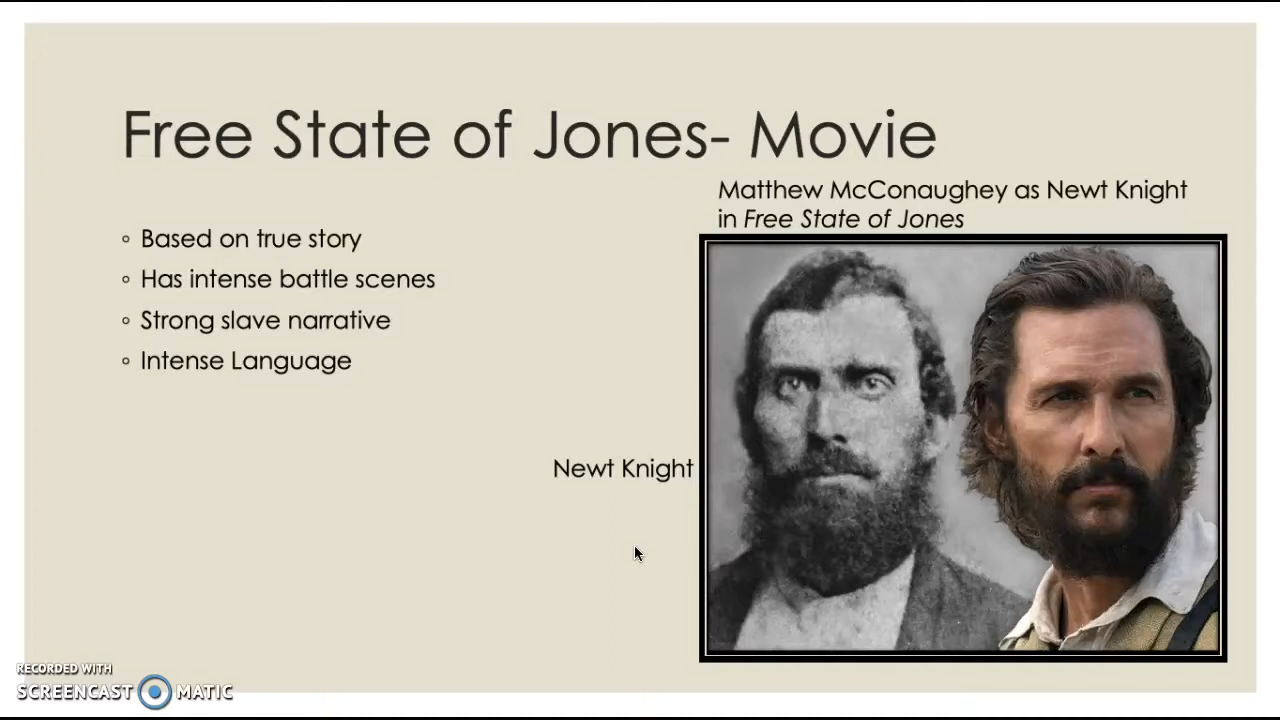 Free State of Jones- Movie
Matthew McConaughey as Newt Knight
in Free State of Jones
Based on true story
Has intense battle scenes
Strong slave narrative
Intense Language
Newt Knight
RECORDED WITH
SCREENCAST MATIC